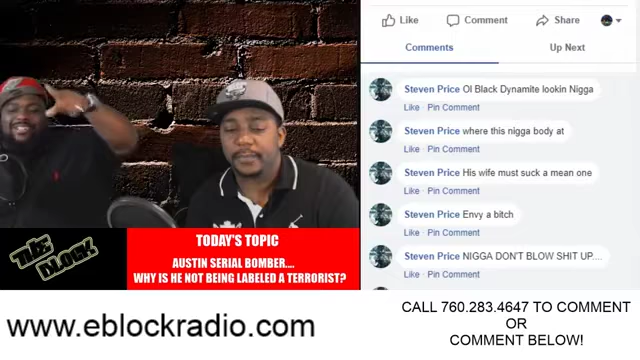 Like Comment Share
Comments Up Next
Steven Price Ol Black Dynamite lookin Nigga
Like · Pin Comment
Steven Price where this nigga body at
Like · Pin Comment
Steven Price His wife must suck a mean one
Like · Pin Comment
Steven Price Envy a bitch
Like · Pin Comment
Steven Price NIGGA DON'T BLOW SHIT UP....
Like · Pin Comment
THE BLOCK
TODAY'S TOPIC
AUSTIN SERIAL BOMBER....
WHY IS HE NOT BEING LABELED A TERRORIST?
www.eblockradio.com
CALL 760.283.4647 TO COMMENT
OR
COMMENT BELOW!